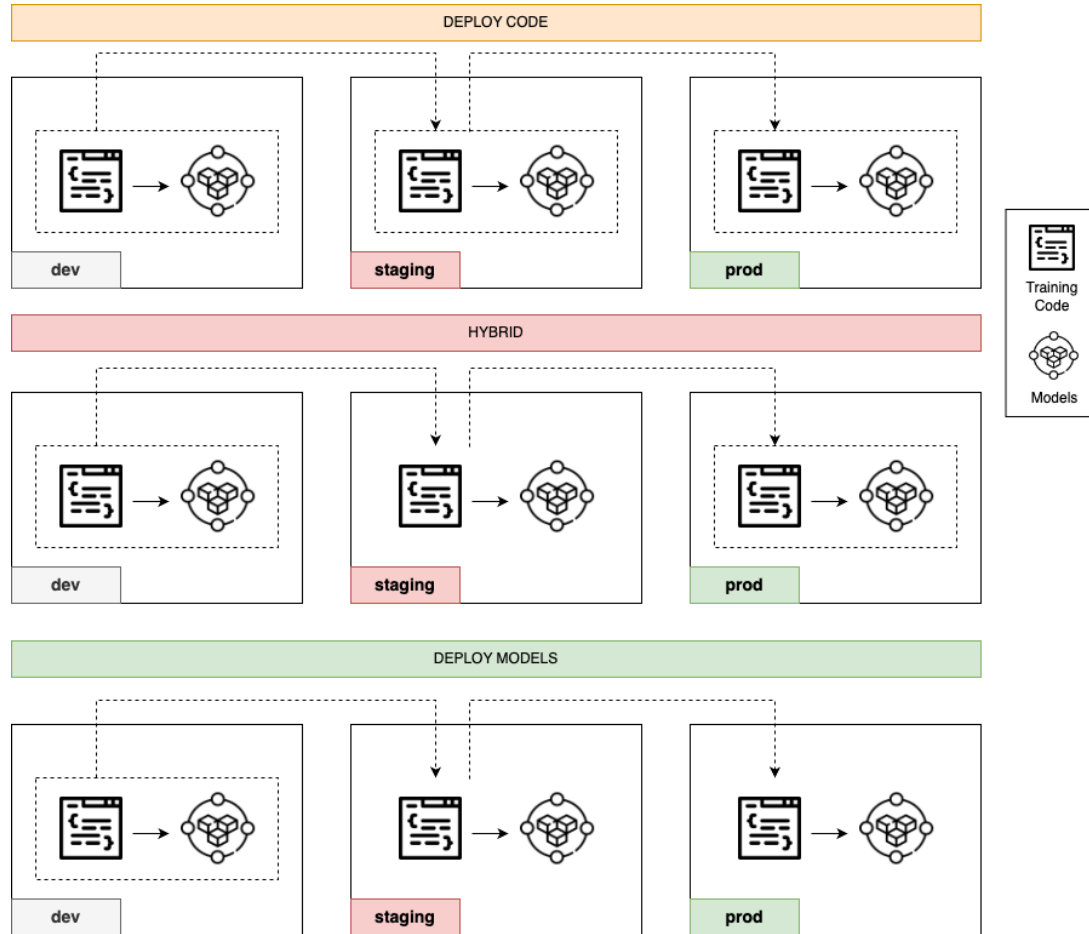 DEPLOY CODE
dev
staging
prod
Training
Code
Models
HYBRID
dev
staging
prod
DEPLOY MODELS
dev
staging
prod